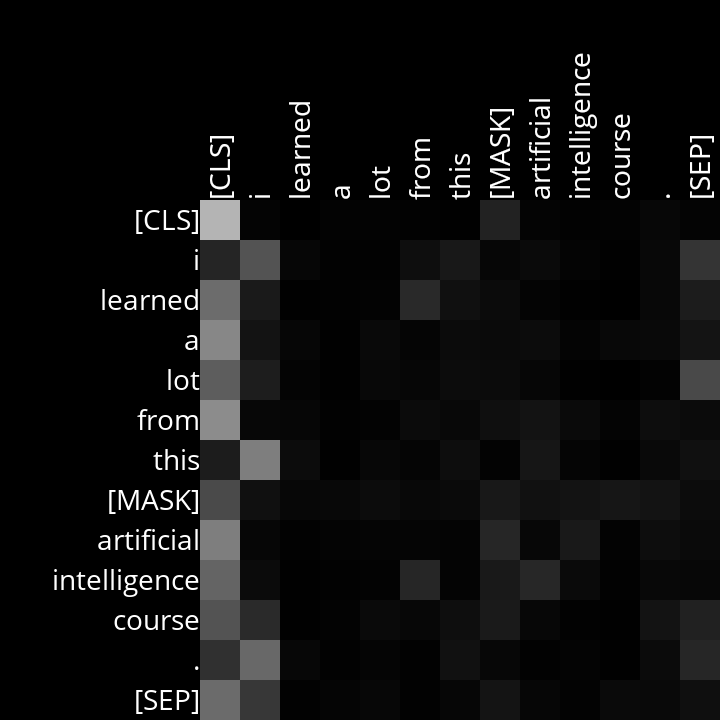 [CLS]
i
learned
a
lot
from
this
[MASK]
artificial
intelligence
course
.
[SEP]
[CLS]
i
learned
a
lot
from
this
[MASK]
artificial
intelligence
course
.
[SEP]